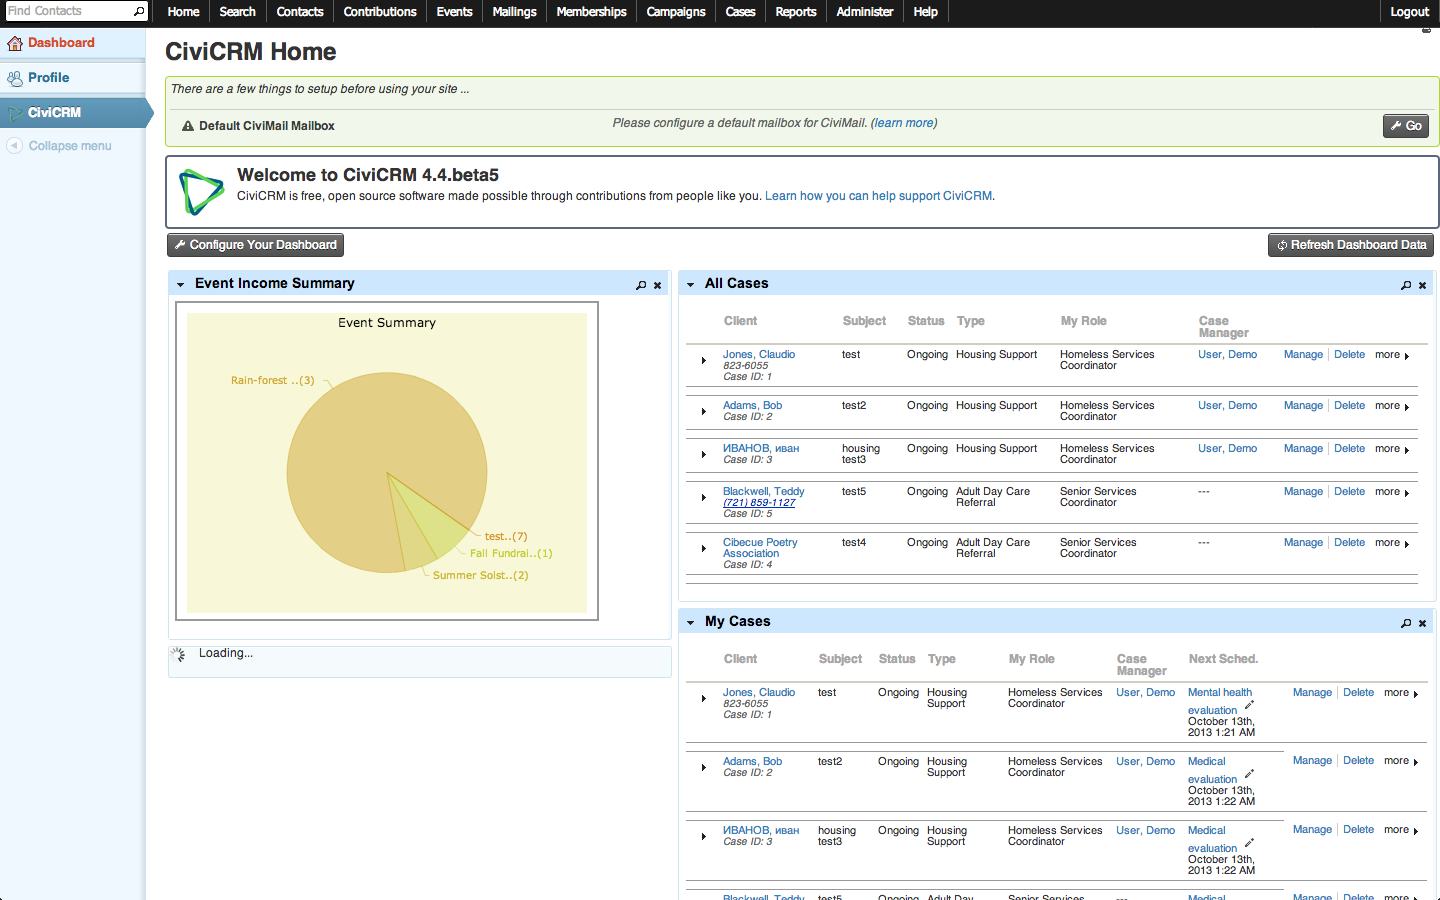 Find Contacts
Home Search Contacts Contributions Events Mailings Memberships Campaigns Cases Reports Administer Help Logout
Dashboard
Profile
CiviCRM
Collapse menu
CiviCRM Home
There are a few things to setup before using your site ...
Default CiviMail Mailbox Please configure a default mailbox for CiviMail. (learn more) Go
Welcome to CiviCRM 4.4.beta5
CiviCRM is free, open source software made possible through contributions from people like you. Learn how you can help support CiviCRM.
Configure Your Dashboard Refresh Dashboard Data
Event Income Summary
Event Summary
Rain-forest ..(3)
test..(7)
Fall Fundrai..(1)
Summer Solst..(2)
Loading...
All Cases
Client Subject Status Type My Role Case
Manager
Jones, Claudio test Ongoing Housing Support Homeless Services User, Demo Manage Delete more
823-6055 Coordinator
Case ID: 1
Adams, Bob test2 Ongoing Housing Support Homeless Services User, Demo Manage Delete more
Case ID: 2 Coordinator
ИВАНОВ, иван housing Ongoing Housing Support Homeless Services User, Demo Manage Delete more
Case ID: 3 test3 Coordinator
Blackwell, Teddy test5 Ongoing Adult Day Care Senior Services --- Manage Delete more
(721) 859-1127 Referral Coordinator
Case ID: 5
Cibecue Poetry test4 Ongoing Adult Day Care Senior Services --- Manage Delete more
Association Referral Coordinator
Case ID: 4
My Cases
Client Subject Status Type My Role Case Next Sched.
Manager
Jones, Claudio test Ongoing Housing Homeless Services User, Demo Mental health Manage Delete more
823-6055 Support Coordinator
Case ID: 1 evaluation
October 13th,
2013 1:21 AM
Adams, Bob test2 Ongoing Housing Homeless Services User, Demo Medical Manage Delete more
Case ID: 2 Support Coordinator
evaluation
October 13th,
2013 1:22 AM
ИВАНОВ, иван housing Ongoing Housing Homeless Services User, Demo Medical Manage Delete more
Case ID: 3 test3 Support Coordinator
evaluation
October 13th,
2013 1:22 AM
Blackwell, Teddy test5 Ongoing Adult Day Senior Services --- Medical Manage Delete more